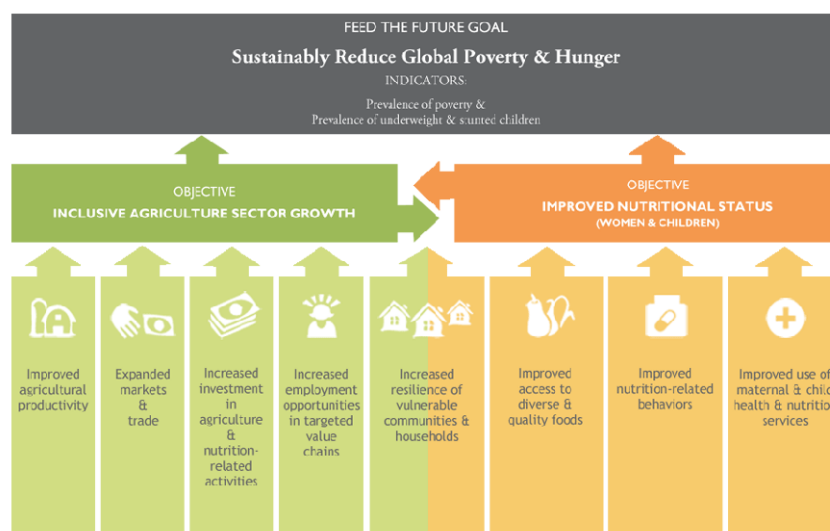 FEED THE FUTURE GOAL
Sustainably Reduce Global Poverty & Hunger
INDICATORS:
Prevalence of poverty &
Prevalence of underweight & stunted children
OBJECTIVE
INCLUSIVE AGRICULTURE SECTOR GROWTH
OBJECTIVE
IMPROVED NUTRITIONAL STATUS
(WOMEN & CHILDREN)
Improved
agricultural
productivity
Expanded
markets
&
trade
Increased
investment
in
agriculture
&
nutrition-
related
activities
Increased
employment
opportunities
in targeted
value
chains
Increased
resilience of
vulnerable
communities &
households
Improved
access to
diverse &
quality foods
Improved
nutrition-related
behaviors
Improved use of
maternal & child
health & nutrition
services